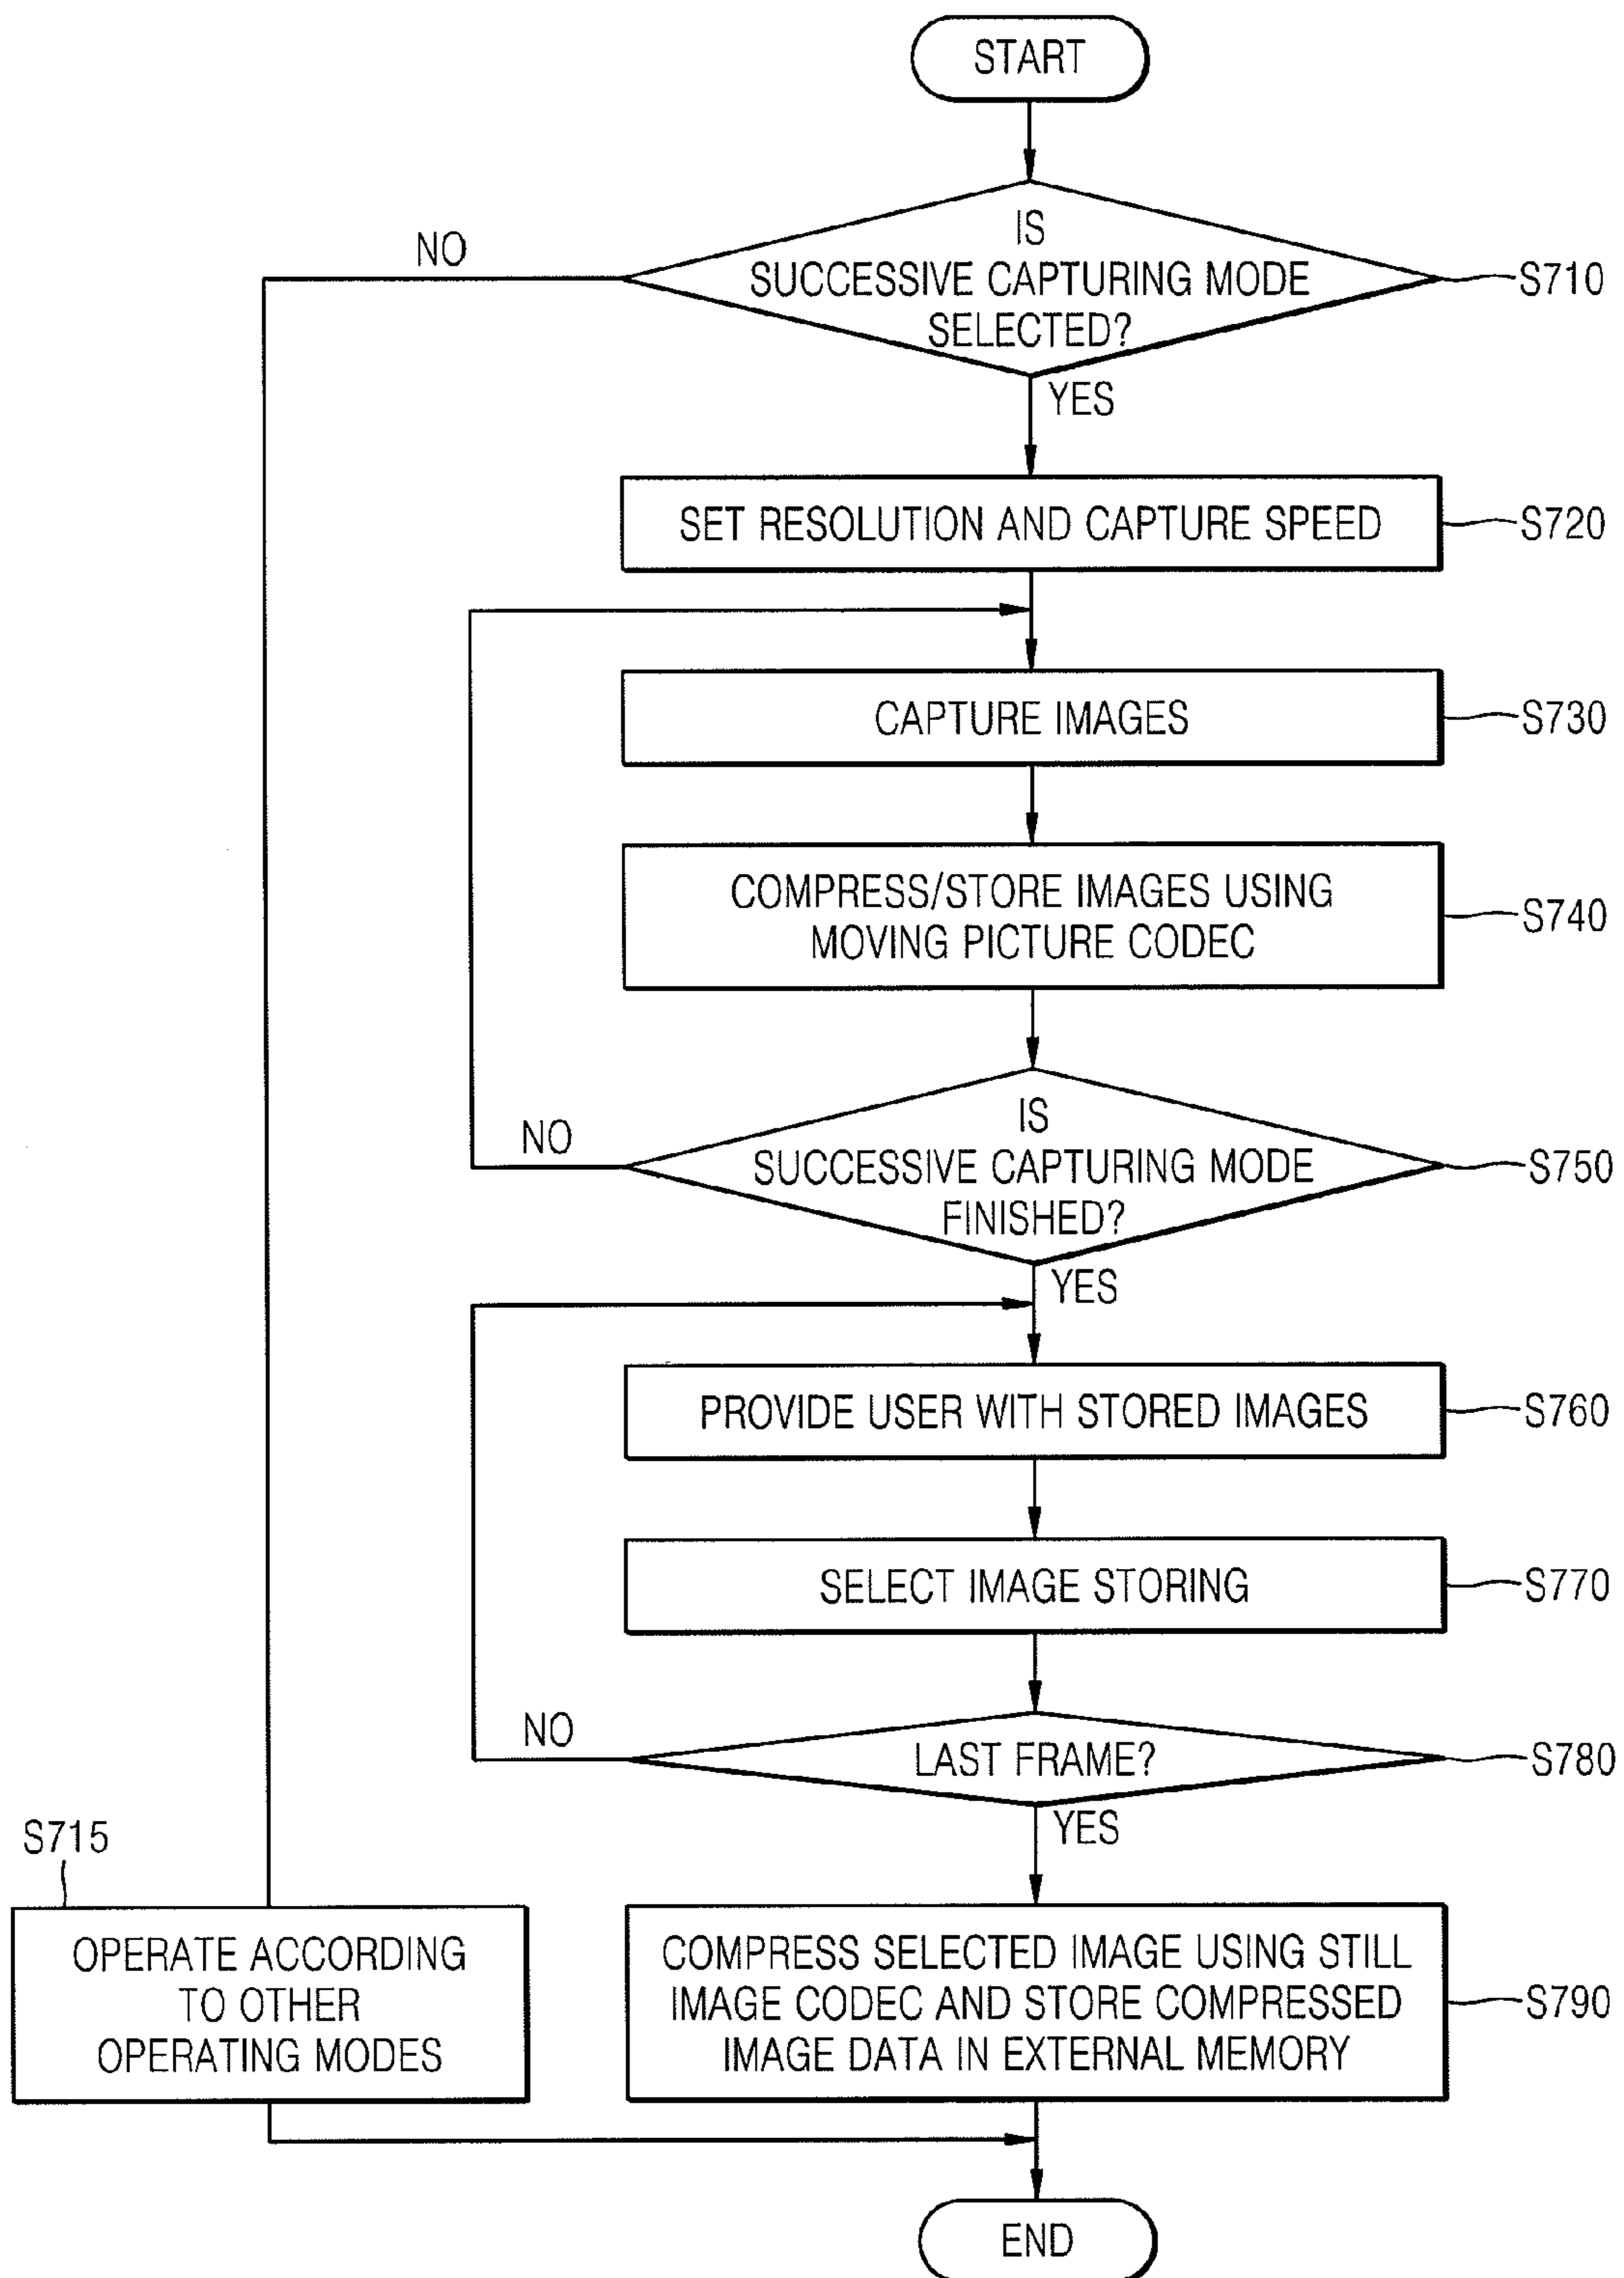 START
IS
SUCCESSIVE CAPTURING MODE
SELECTED?
S710
NO
YES
SET RESOLUTION AND CAPTURE SPEED
S720
CAPTURE IMAGES
S730
COMPRESS/STORE IMAGES USING
MOVING PICTURE CODEC
S740
IS
SUCCESSIVE CAPTURING MODE
FINISHED?
S750
NO
YES
PROVIDE USER WITH STORED IMAGES
S760
SELECT IMAGE STORING
S770
LAST FRAME?
S780
NO
YES
S715
OPERATE ACCORDING
TO OTHER
OPERATING MODES
COMPRESS SELECTED IMAGE USING STILL
IMAGE CODEC AND STORE COMPRESSED
IMAGE DATA IN EXTERNAL MEMORY
S790
END